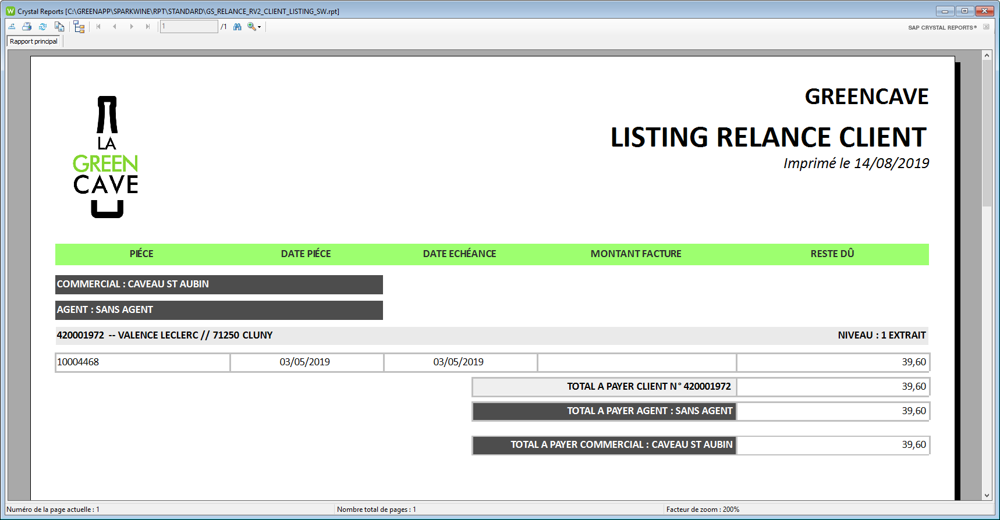 Crystal Reports [C:\GREENAPP\SPARKWINE\RPT\STANDARD\GS_RELANCE_RV2_CLIENT_LISTING_SW.rpt]
1 /1
SAP CRYSTAL REPORTS®
Rapport principal
GREENCAVE
LISTING RELANCE CLIENT
Imprimé le 14/08/2019
LA
GREEN
CAVE
PIÉCE DATE PIÉCE DATE ECHÉANCE MONTANT FACTURE RESTE DÛ
COMMERCIAL : CAVEAU ST AUBIN
AGENT : SANS AGENT
420001972 -- VALENCE LECLERC // 71250 CLUNY NIVEAU : 1 EXTRAIT
10004468 03/05/2019 03/05/2019 39,60
TOTAL A PAYER CLIENT N° 420001972 39,60
TOTAL A PAYER AGENT : SANS AGENT 39,60
TOTAL A PAYER COMMERCIAL : CAVEAU ST AUBIN 39,60
Numéro de la page actuelle : 1 Nombre total de pages : 1 Facteur de zoom : 200%